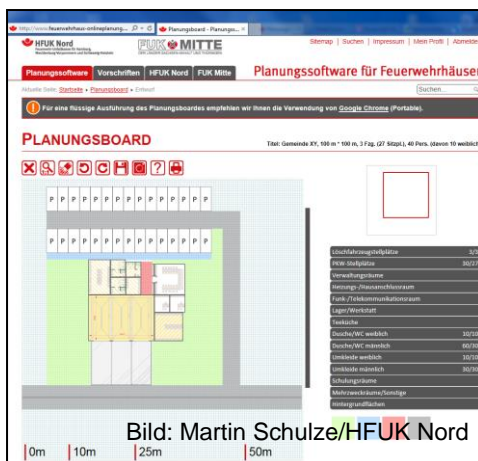 http://www.feuerwehrhaus-onlineplanung...
Planungsboard - Planungss...
HFUK Nord
FUK MITTE
Sitemap | Suchen | Impressum | Mein Profil | Abmelden
Planungssoftware Vorschriften HFUK Nord FUK Mitte
Planungssoftware für Feuerwehrhäuser
Aktuelle Seite: Startseite Planungsboard Entwurf
Suchen...
Für eine flüssige Ausführung des Planungsboardes empfehlen wir Ihnen die Verwendung von Google Chrome (Portable).
PLANUNGSBOARD
Titel: Gemeinde XY, 100 m * 100 m, 3 Fzg. (27 Sitzpl.), 40 Pers. (davon 10 weiblich
?
P P P P P P P P P P P P P P P
P P P P P P P P P P P P P P P
Löschfahrzeugstellplätze 3/3
PKW-Stellplätze 30/27
Verwaltungsräume
Heizungs-/Hausanschlussraum
Funk-/Telekommunikationsraum
Lager/Werkstatt
Teeküche
Dusche/WC weiblich 10/10
Dusche/WC männlich 60/30
Umkleide weiblich 10/10
Umkleide männlich 30/30
Schulungsräume
Mehrzweckräume/Sonstige
Hintergrundflächen
Bild: Martin Schulze/HFUK Nord
0m 10m 25m 50m